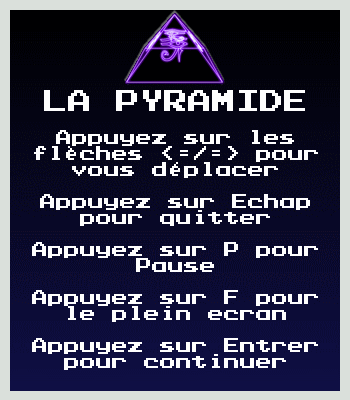 LA PYRAMIDE
Appuyez sur les
flèches <=/=> pour
vous déplacer
Appuyez sur Echap
pour quitter
Appuyez sur P pour
Pause
Appuyez sur F pour
le plein ecran
Appuyez sur Entrer
pour continuer